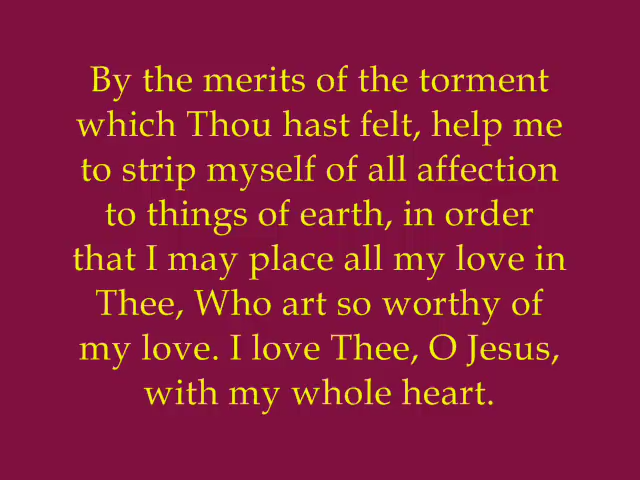 By the merits of the torment
which Thou hast felt, help me
to strip myself of all affection
to things of earth, in order
that I may place all my love in
Thee, Who art so worthy of
my love. I love Thee, O Jesus,
with my whole heart.